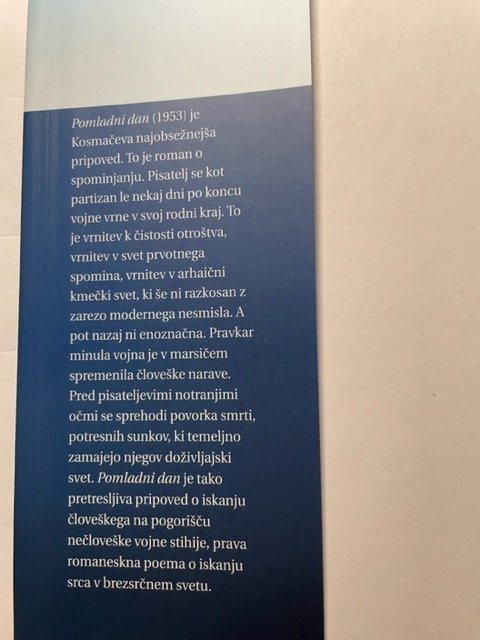 Pomladni dan (1953) je
Kosmačeva najobsežnejša
pripoved. To je roman o
spominjanju. Pisatelj se kot
partizan le nekaj dni po koncu
vojne vrne v svoj rodni kraj. To
je vrnitev k čistosti otroštva,
vrnitev v svet prvotnega
spomina, vrnitev v arhaični
kmečki svet, ki še ni razkosan z
zarezo modernega nesmisla. A
pot nazaj ni enoznačna. Pravkar
minula vojna je v marsičem
spremenila človeške narave.
Pred pisateljevimi notranjimi
očmi se sprehodi povorka smrti,
potresnih sunkov, ki temeljno
zamajejo njegov doživljajski
svet. Pomladni dan je tako
pretresljiva pripoved o iskanju
človeškega na pogorišču
nečloveške vojne stihije, prava
romaneskna poema o iskanju
srca v brezsrčnem svetu.